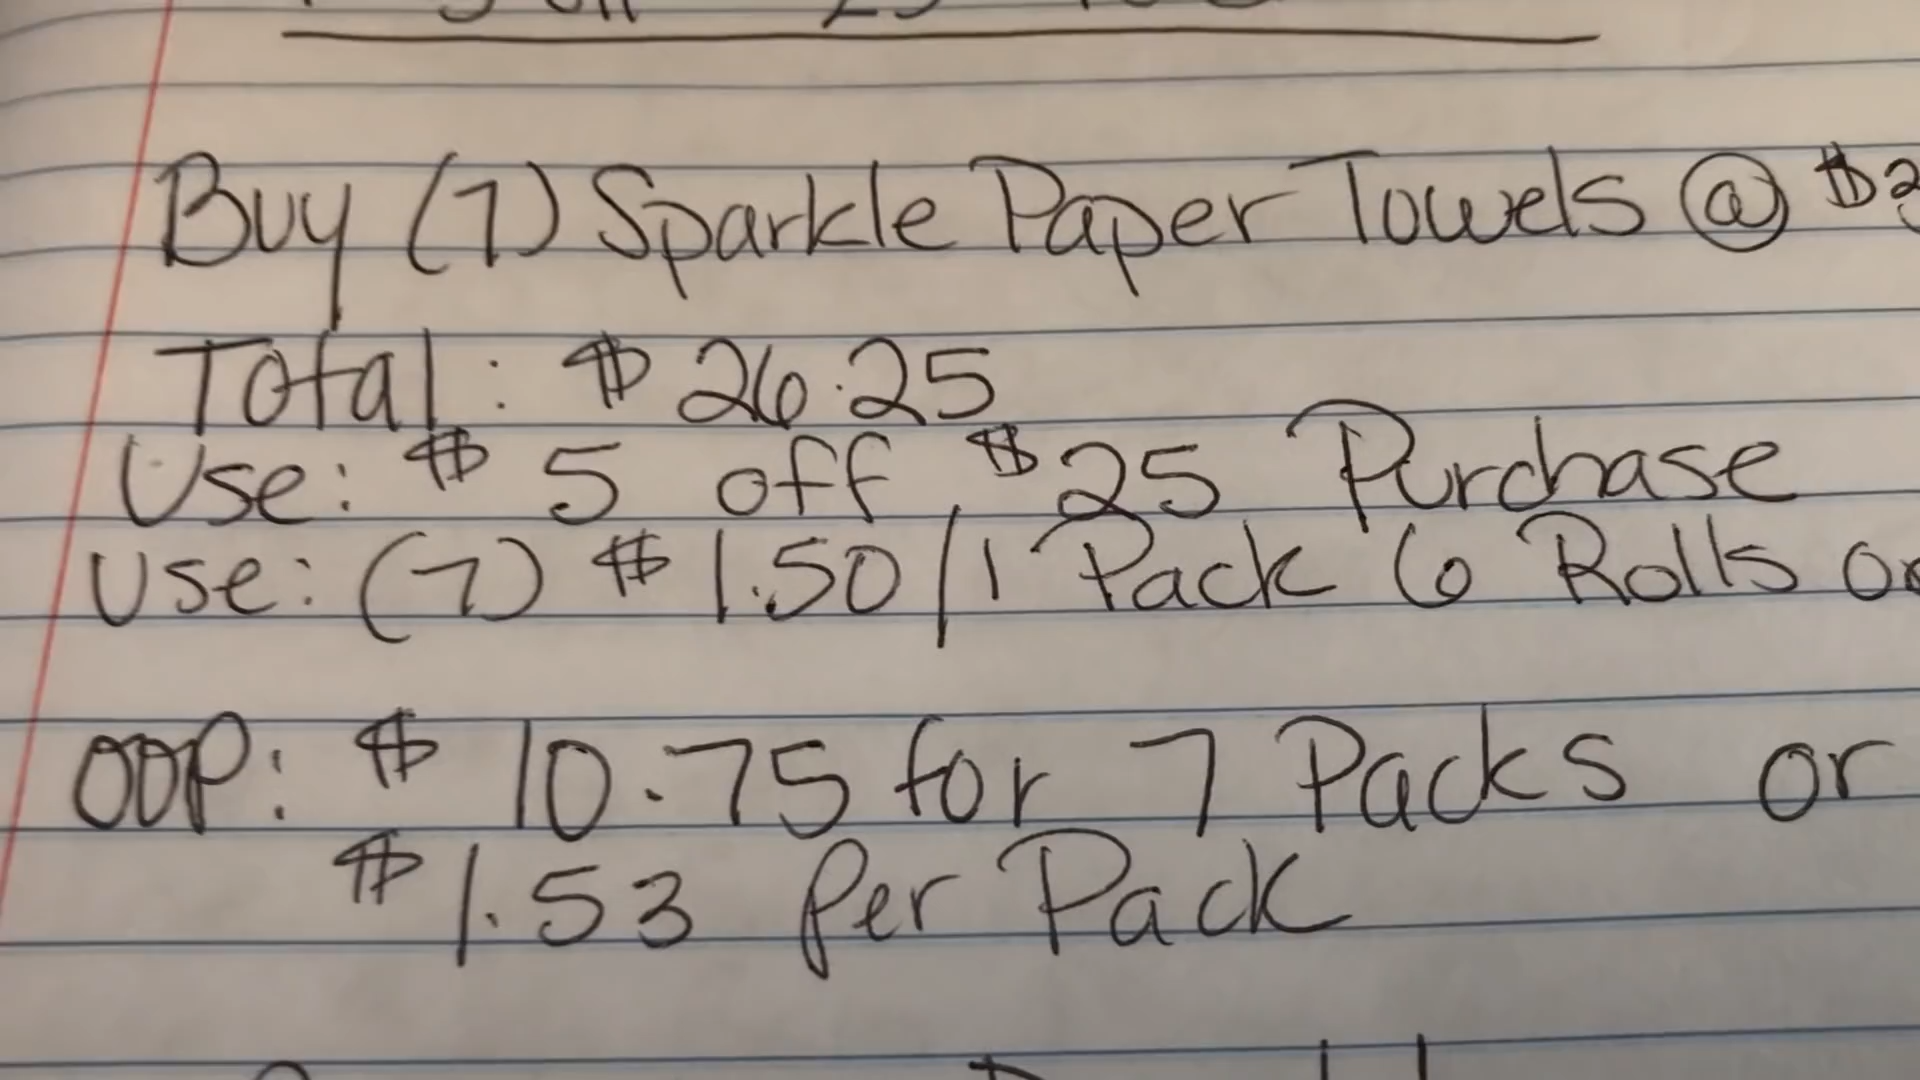 Buy (7) Sparkle Paper Towels @ $
Total: $26.25
Use: $5 off $25 Purchase
Use: (7) $1.50/1 Pack 6 Rolls
OOP: $10.75 for 7 Packs or
$1.53 Per Pack